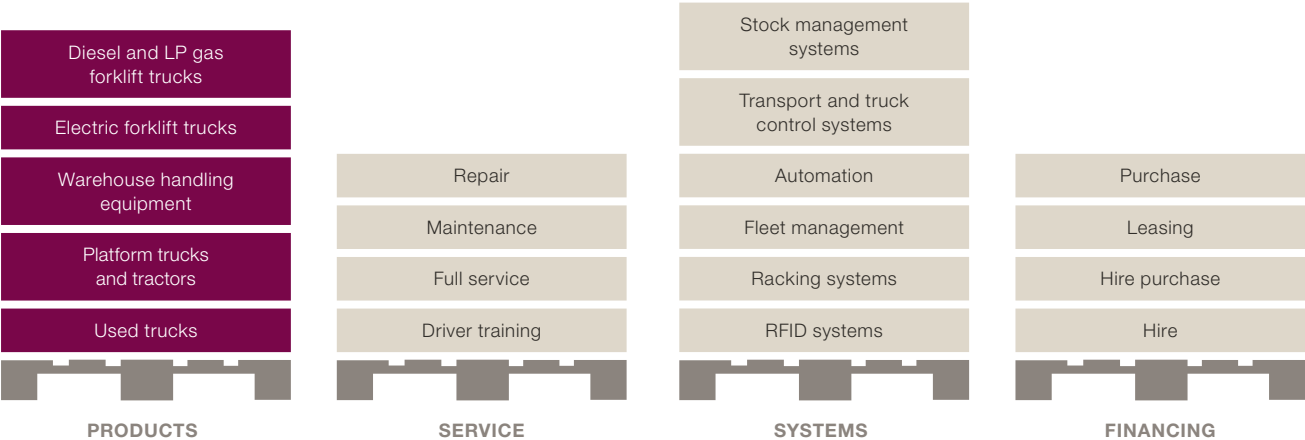 Diesel and LP gas
forklift trucks
Electric forklift trucks
Warehouse handling
equipment
Platform trucks
and tractors
Used trucks
PRODUCTS
Repair
Maintenance
Full service
Driver training
SERVICE
Stock management
systems
Transport and truck
control systems
Automation
Fleet management
Racking systems
RFID systems
SYSTEMS
Purchase
Leasing
Hire purchase
Hire
FINANCING